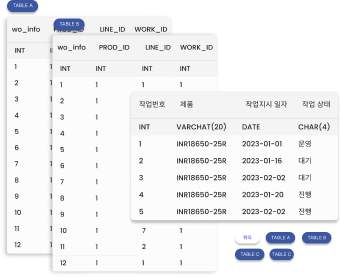 TABLE A
TABLE B
wo_info PROD_ID LINE_ID WORK_ID
INT
1
2
3
4
5
6
7
8
9
10
11
12
wo_info PROD_ID LINE_ID WORK_ID
INT INT INT INT
1 1 1 1
2 1
3 1
4 1
5 1
6 1
7 1
8 1
9 1
10 1 7 1
11 1 2 1
12 1 1 1
작업번호 제품 작업지시 일자 작업 상태
INT VARCHAT(20) DATE CHAR(4)
1 INR18650-25R 2023-01-01 운영
2 INR18650-25R 2023-01-16 대기
3 INR18650-25R 2023-02-02 대기
4 INR18650-25R 2023-01-20 진행
5 INR18650-25R 2023-02-02 진행
TABLE A TABLE B
TABLE C TABLE C